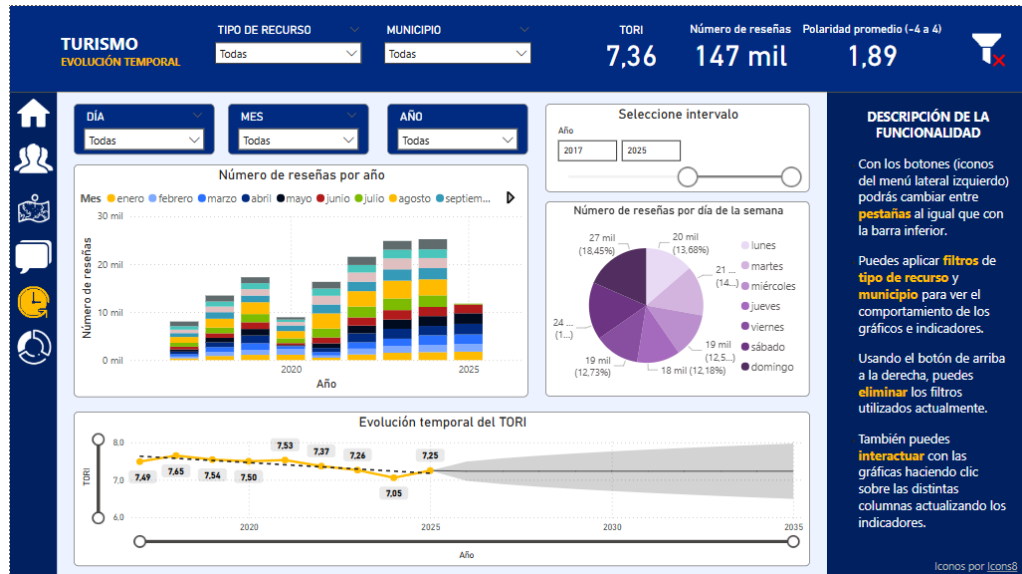 TURISMO
EVOLUCIÓN TEMPORAL
TIPO DE RECURSO
Todas
MUNICIPIO
Todas
TORI
7,36
Número de reseñas
147 mil
Polaridad promedio (-4 a 4)
1,89
DÍA
Todas
MES
Todas
AÑO
Todas
Seleccione intervalo
Año
2017
2025
Número de reseñas por año
Mes enero febrero marzo abril mayo junio julio agosto septiem...
30 mil
20 mil
10 mil
0 mil
Número de reseñas
2020
2025
Año
Número de reseñas por día de la semana
27 mil
(18,45%)
20 mil
(13,68%)
21 ...
(14...)
19 mil
(12,5...)
18 mil (12,18%)
19 mil
(12,73%)
24 ...
(1...)
lunes
martes
miércoles
jueves
viernes
sábado
domingo
Evolución temporal del TORI
8.0
7.0
6.0
TORI
7,49
7,65
7,54
7,50
7,53
7,37
7,26
7,05
7,25
2020
2025
2030
2035
Año
DESCRIPCIÓN DE LA
FUNCIONALIDAD
Con los botones (iconos
del menú lateral izquierdo)
podrás cambiar entre
pestañas al igual que con
la barra inferior.
Puedes aplicar filtros de
tipo de recurso y
municipio para ver el
comportamiento de los
gráficos e indicadores.
Usando el botón de arriba
a la derecha, puedes
eliminar los filtros
utilizados actualmente.
También puedes
interactuar con las
gráficas haciendo clic
sobre las distintas
columnas actualizando los
indicadores.
Iconos por Icons8